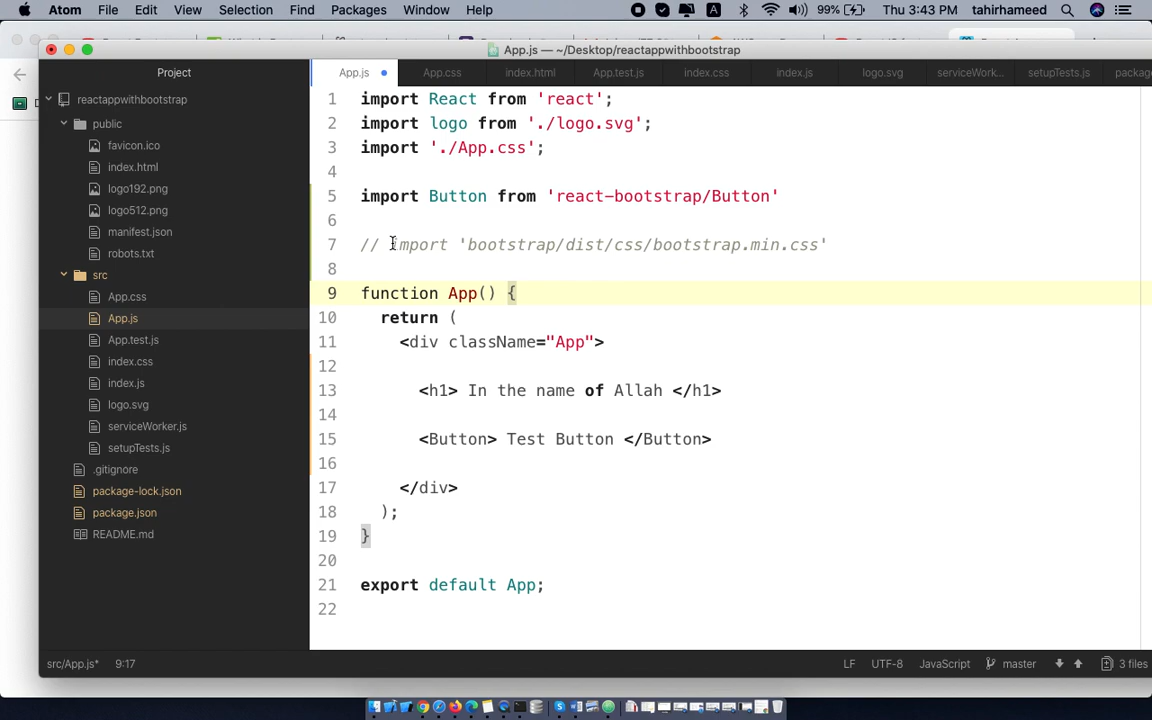 Atom File Edit View Selection Find Packages Window Help 99% Thu 3:43 PM tahirhameed
App.js — ~/Desktop/reactappwithbootstrap
Project
App.js App.css index.html App.test.js index.css index.js logo.svg serviceWork... setupTests.js packag
reactappwithbootstrap
public
favicon.ico
index.html
logo192.png
logo512.png
manifest.json
robots.txt
src
App.css
App.js
App.test.js
index.css
index.js
logo.svg
serviceWorker.js
setupTests.js
.gitignore
package-lock.json
package.json
README.md
1 import React from 'react';
2 import logo from './logo.svg';
3 import './App.css';
4
5 import Button from 'react-bootstrap/Button'
6
7 // import 'bootstrap/dist/css/bootstrap.min.css'
8
9 function App() {
10 return (
11 <div className="App">
12
13 <h1> In the name of Allah </h1>
14
15 <Button> Test Button </Button>
16
17 </div>
18 );
19 }
20
21 export default App;
22
src/App.js* 9:17 LF UTF-8 JavaScript master 3 files